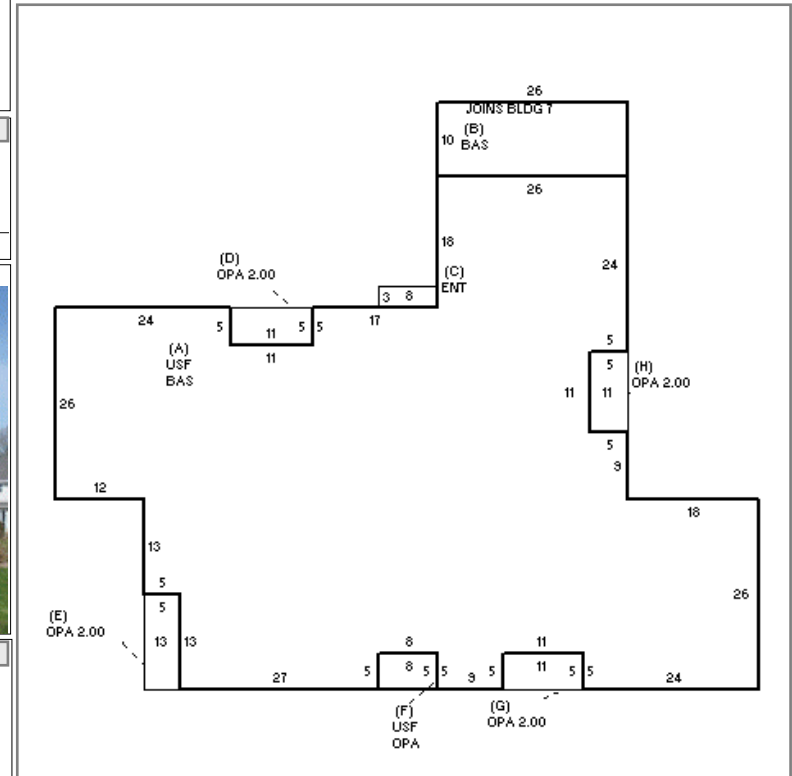 26
JOINS BLDG 7
10
(B)
BAS
26
18
24
(D)
OPA 2.00
(C)
ENT
3 8
24
5
11
5
5
17
11
(A)
USF
BAS
5
5
(H)
OPA 2.00
11
11
5
9
26
12
18
13
5
5
(E)
OPA 2.00
13
13
26
8
11
5
8
5
5
5
11
5
5
27
9
24
(F)
USF
OPA
(G)
OPA 2.00